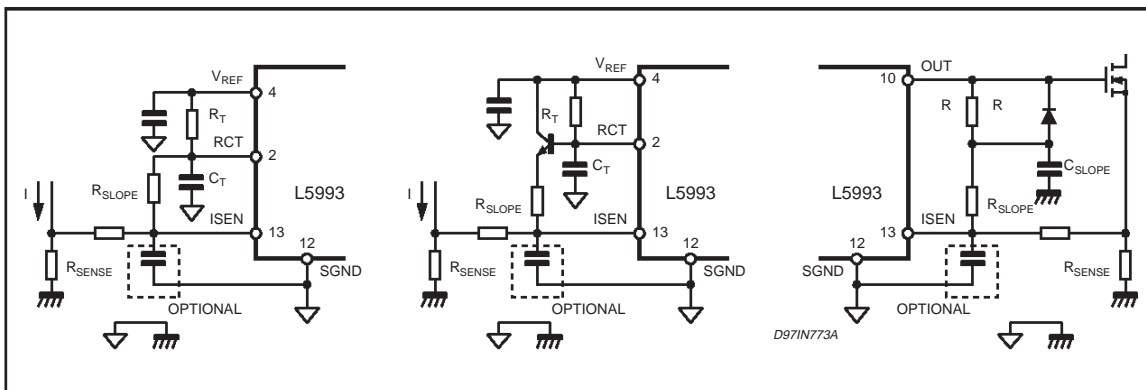 VREF
4
RT
RCT
2
CT
L5993
RSLOPE
I
ISEN
13
12
SGND
RSENSE
OPTIONAL
VREF
4
RT
RCT
2
CT
L5993
RSLOPE
I
ISEN
13
12
SGND
RSENSE
OPTIONAL
10
OUT
R
R
CSLOPE
L5993
RSLOPE
ISEN
13
12
SGND
RSENSE
OPTIONAL
D97IN773A